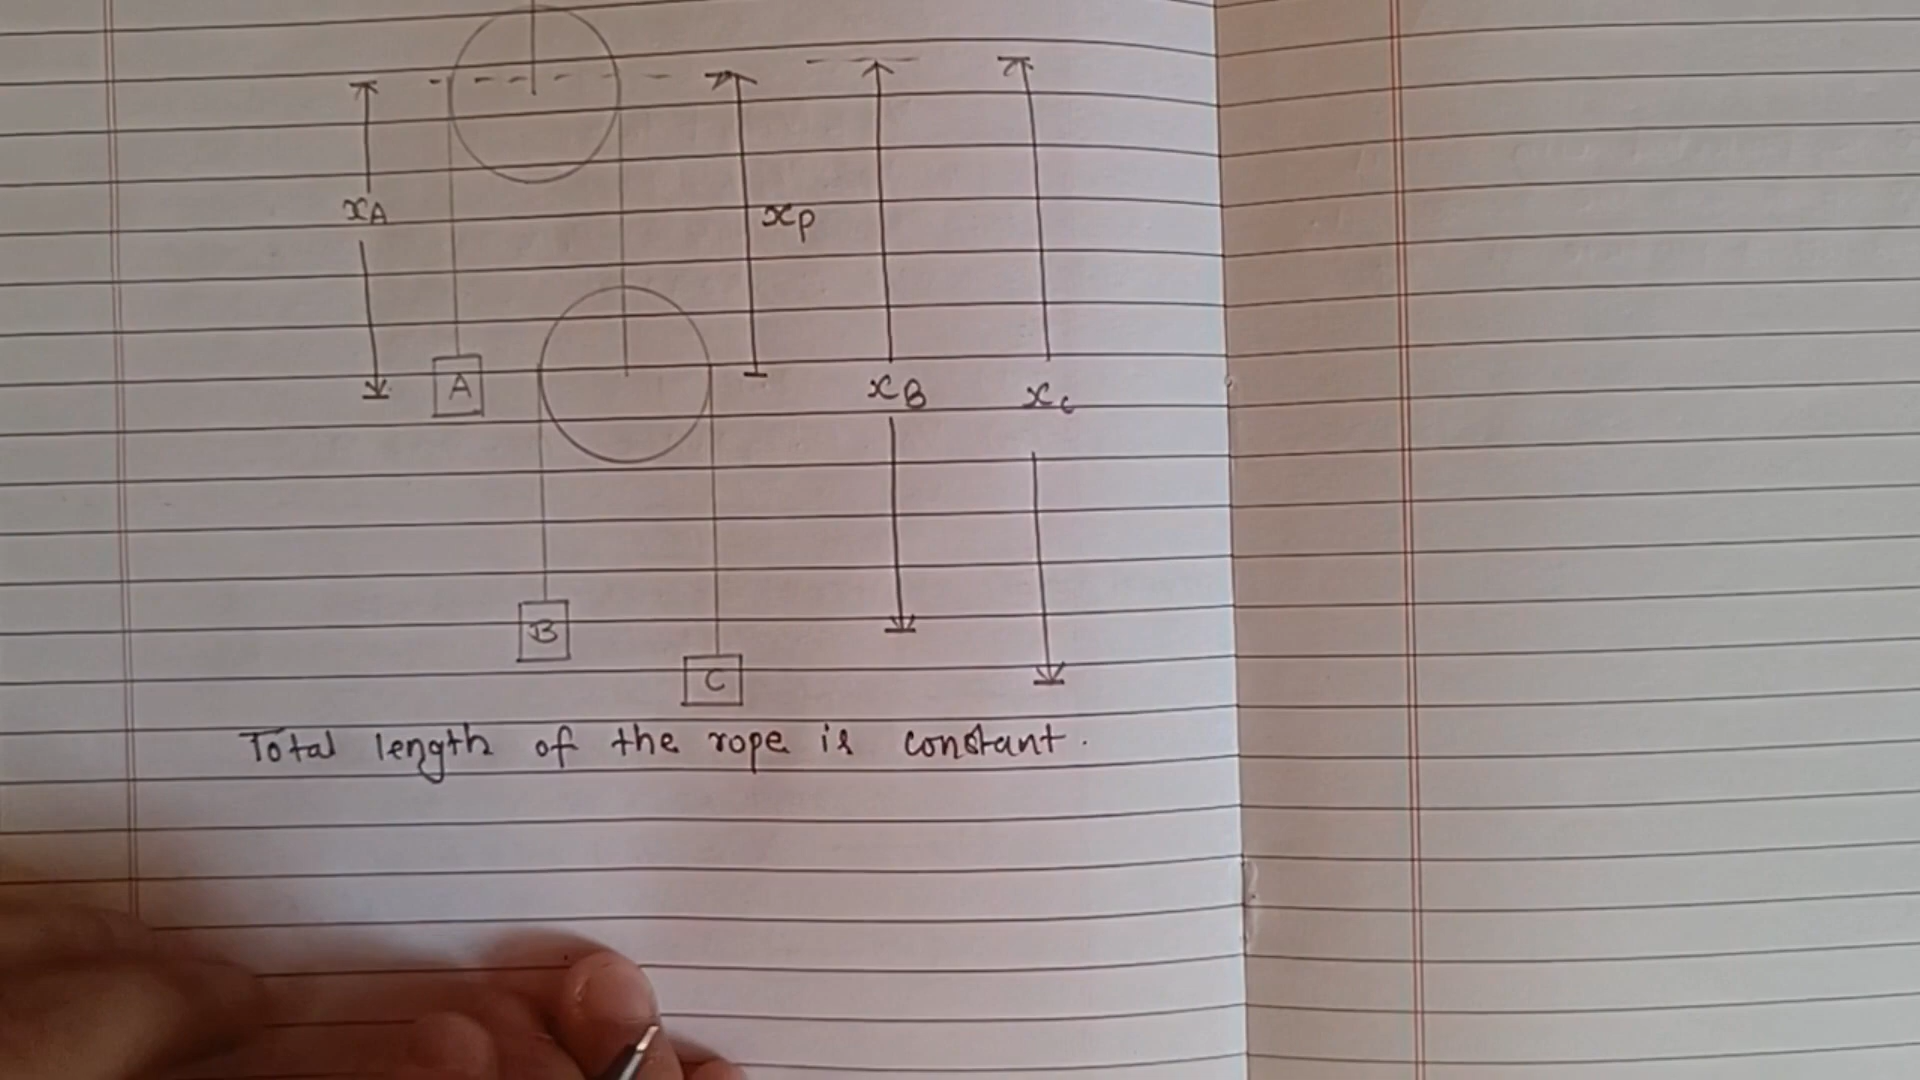 xA
xp
A
xB xc
B
C
Total length of the rope is constant.